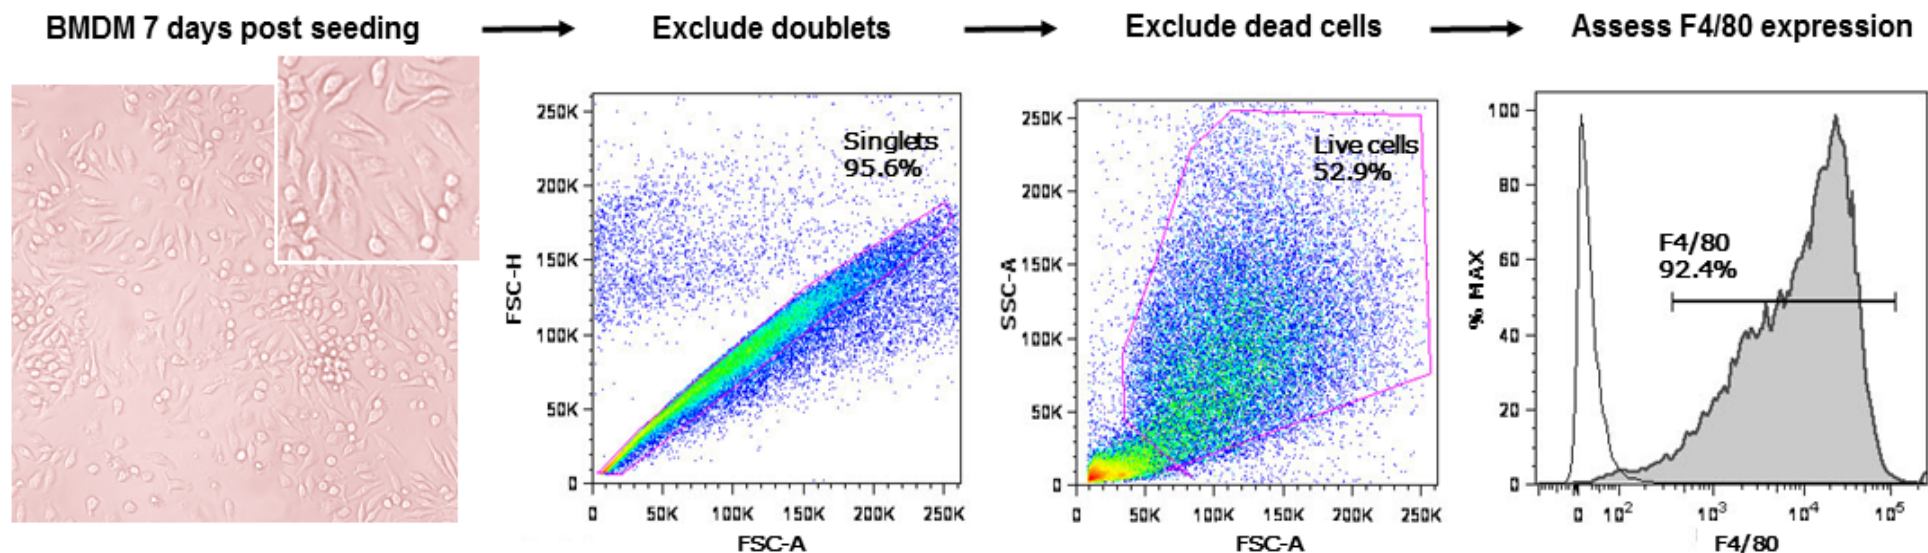 BMDM 7 days post seeding
Exclude doublets
Exclude dead cells
Assess F4/80 expression
250K
200K
150K
100K
50K
0
FSC-H
Singlets
95.6%
0 50K 100K 150K 200K 250K
FSC-A
250K
200K
150K
100K
50K
0
SSC-A
Live cells
52.9%
0 50K 100K 150K 200K 250K
FSC-A
100
80
60
40
20
0
% MAX
F4/80
92.4%
0 10² 10³ 10⁴ 10⁵
F4/80